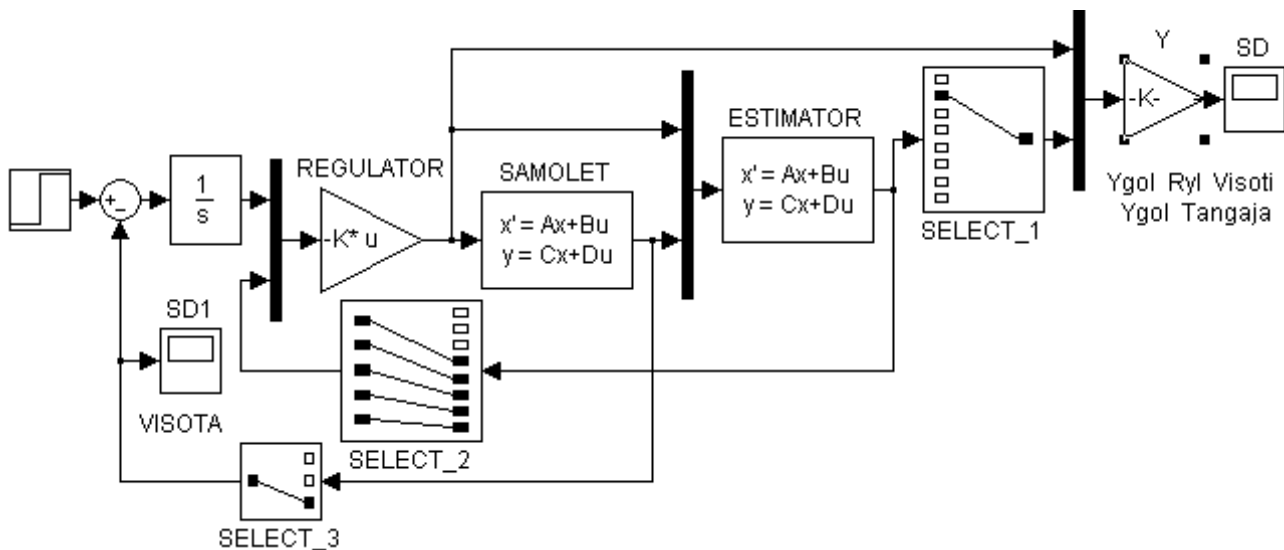 Y
SD
-K-
ESTIMATOR
x' = Ax+Bu
y = Cx+Du
REGULATOR
SAMOLET
+
-
1
s
-K* u
x' = Ax+Bu
y = Cx+Du
SELECT_1
Ygol Ryl Visoti
Ygol Tangaja
SD1
VISOTA
SELECT_2
SELECT_3